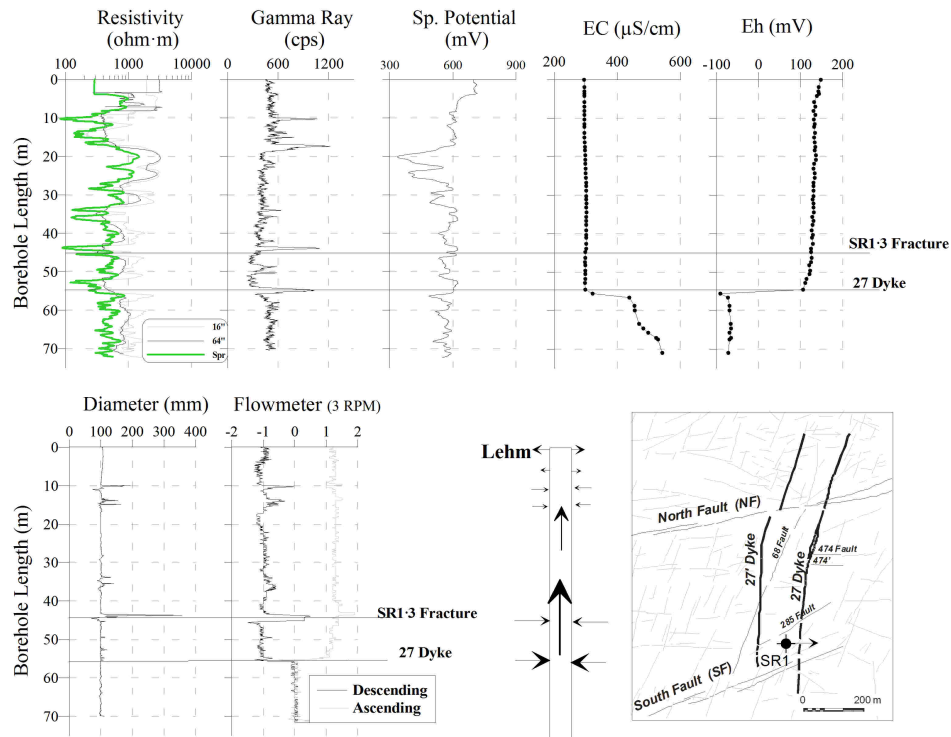 Resistivity
(ohm·m)
Gamma Ray
(cps)
Sp. Potential
(mV)
EC (µS/cm)
Eh (mV)
100 1000 10000
0 600 1200
300 600 900
200 400 600
-100 0 100 200
Borehole Length (m)
0
10
20
30
40
50
60
70
16"
64"
Spr
SR1·3 Fracture
27 Dyke
Diameter (mm)
Flowmeter (3 RPM)
0 100 200 300 400
-2 -1 0 1 2
Borehole Length (m)
0
10
20
30
40
50
60
70
SR1·3 Fracture
27 Dyke
Descending
Ascending
Lehm
North Fault (NF)
68 Fault
27' Dyke
27 Dyke
474 Fault
474'
285 Fault
SR1
South Fault (SF)
0 200 m